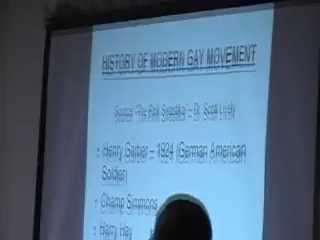 HISTORY OF MODERN GAY MOVEMENT
Source "The Pink Swastika" – Dr. Scott Lively
• Henry Gerber – 1924 (German American
Soldier)
• Champ Simmons
• Harry Hay